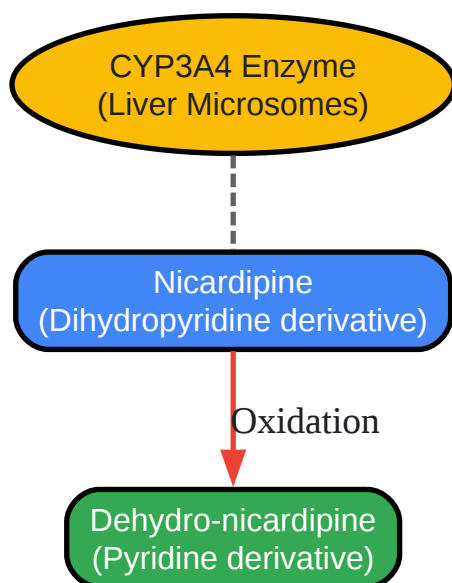 CYP3A4 Enzyme
(Liver Microsomes)
Nicardipine
(Dihydropyridine derivative)
Oxidation
Dehydro-nicardipine
(Pyridine derivative)